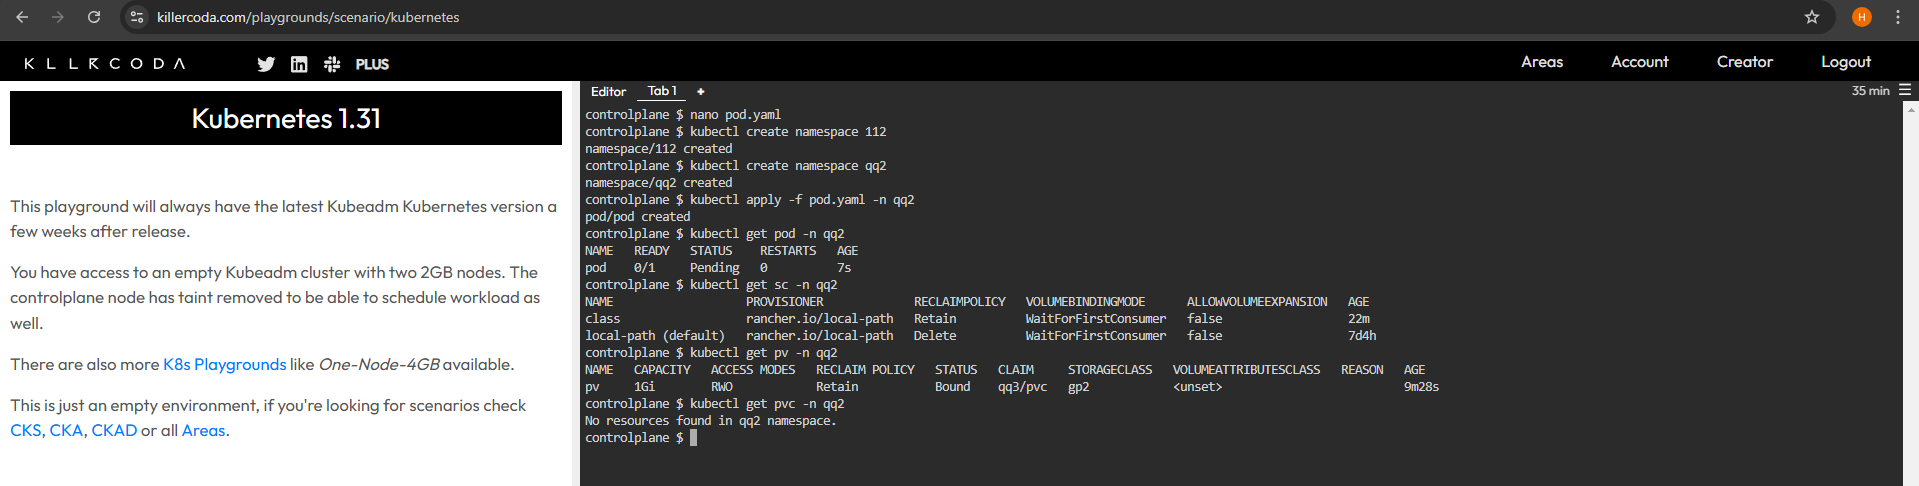 killercoda.com/playgrounds/scenario/kubernetes
H
KLLRCODA
PLUS
Areas Account Creator Logout
Kubernetes 1.31
This playground will always have the latest Kubeadm Kubernetes version a
few weeks after release.
You have access to an empty Kubeadm cluster with two 2GB nodes. The
controlplane node has taint removed to be able to schedule workload as
well.
There are also more K8s Playgrounds like One-Node-4GB available.
This is just an empty environment, if you're looking for scenarios check
CKS, CKA, CKAD or all Areas.
Editor Tab 1 +
35 min
controlplane $ nano pod.yaml
controlplane $ kubectl create namespace 112
namespace/112 created
controlplane $ kubectl create namespace qq2
namespace/qq2 created
controlplane $ kubectl apply -f pod.yaml -n qq2
pod/pod created
controlplane $ kubectl get pod -n qq2
NAME READY STATUS RESTARTS AGE
pod 0/1 Pending 0 7s
controlplane $ kubectl get sc -n qq2
NAME PROVISIONER RECLAIMPOLICY VOLUMEBINDINGMODE ALLOWVOLUMEEXPANSION AGE
class rancher.io/local-path Retain WaitForFirstConsumer false 22m
local-path (default) rancher.io/local-path Delete WaitForFirstConsumer false 7d4h
controlplane $ kubectl get pv -n qq2
NAME CAPACITY ACCESS MODES RECLAIM POLICY STATUS CLAIM STORAGECLASS VOLUMEATTRIBUTESCLASS REASON AGE
pv 1Gi RWO Retain Bound qq3/pvc gp2 <unset> 9m28s
controlplane $ kubectl get pvc -n qq2
No resources found in qq2 namespace.
controlplane $